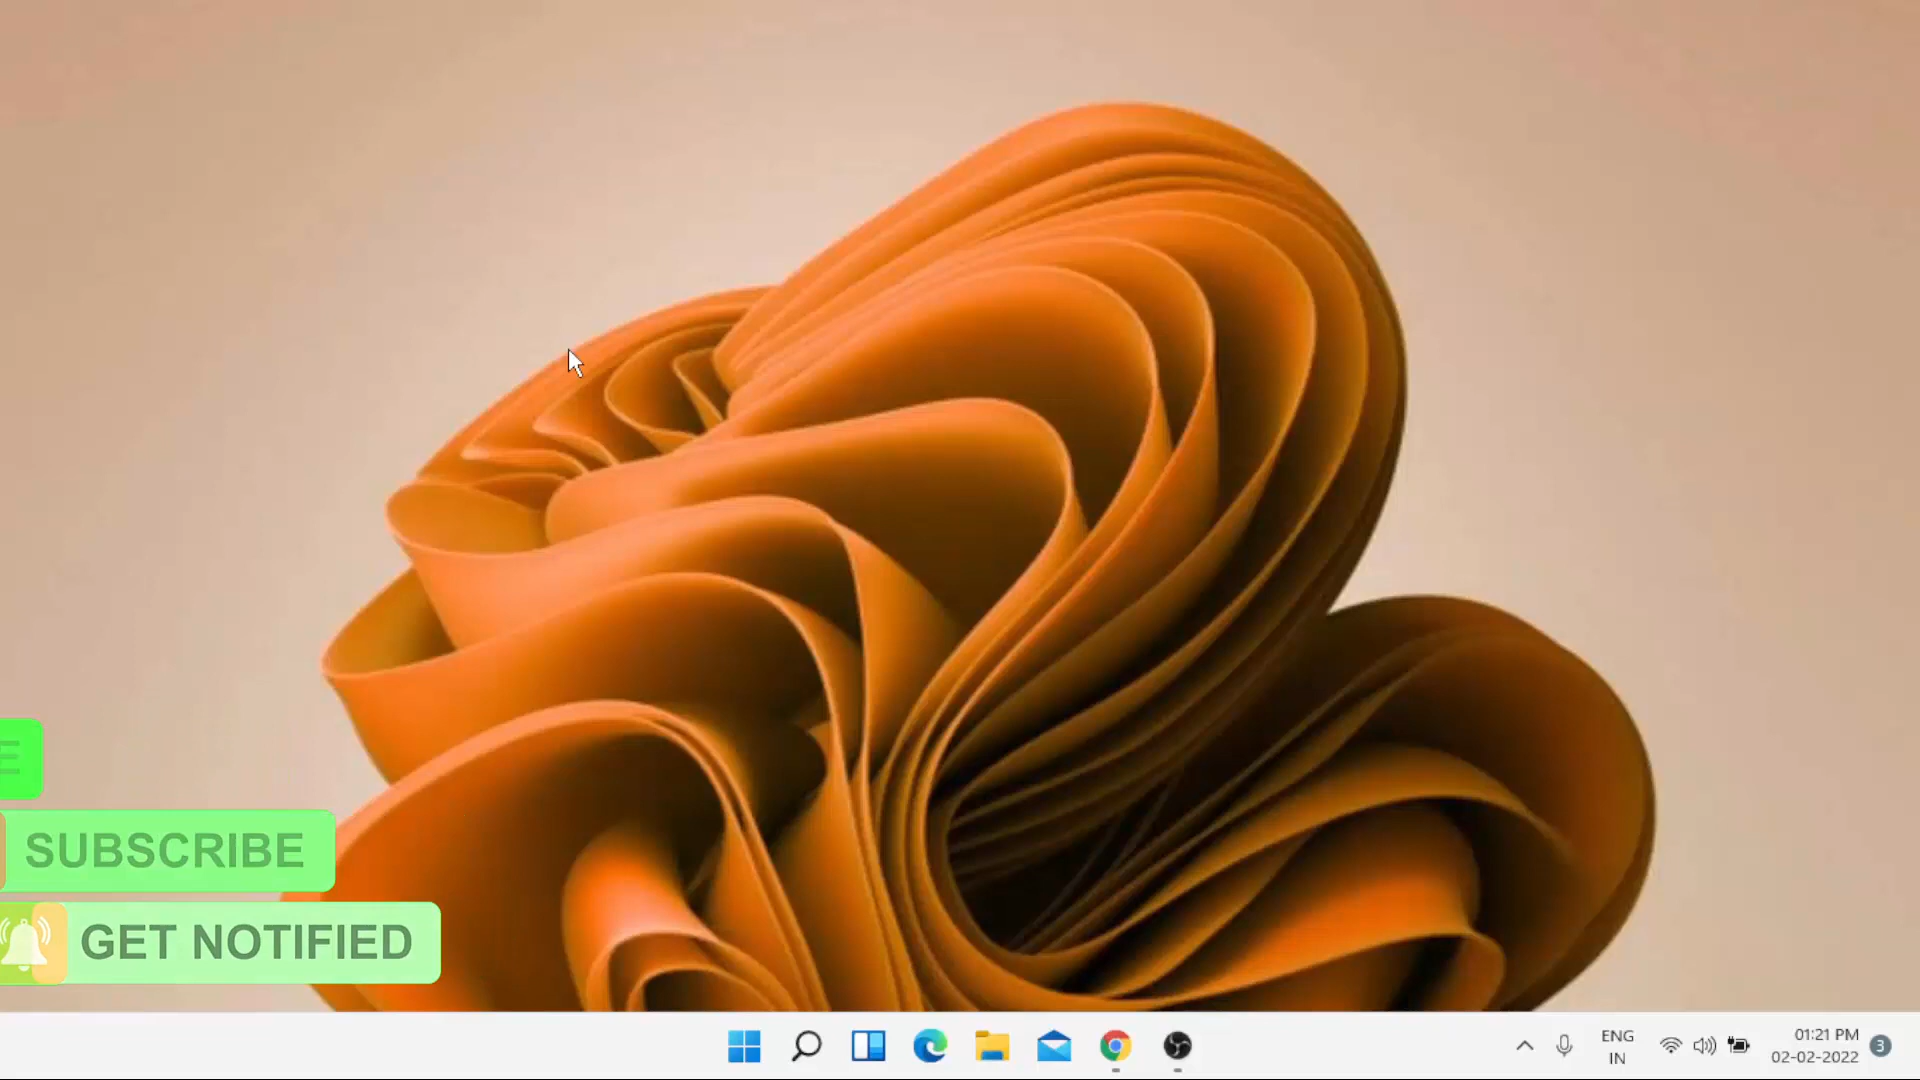 E
SUBSCRIBE
GET NOTIFIED
ENG
IN
01:21 PM
02-02-2022
3